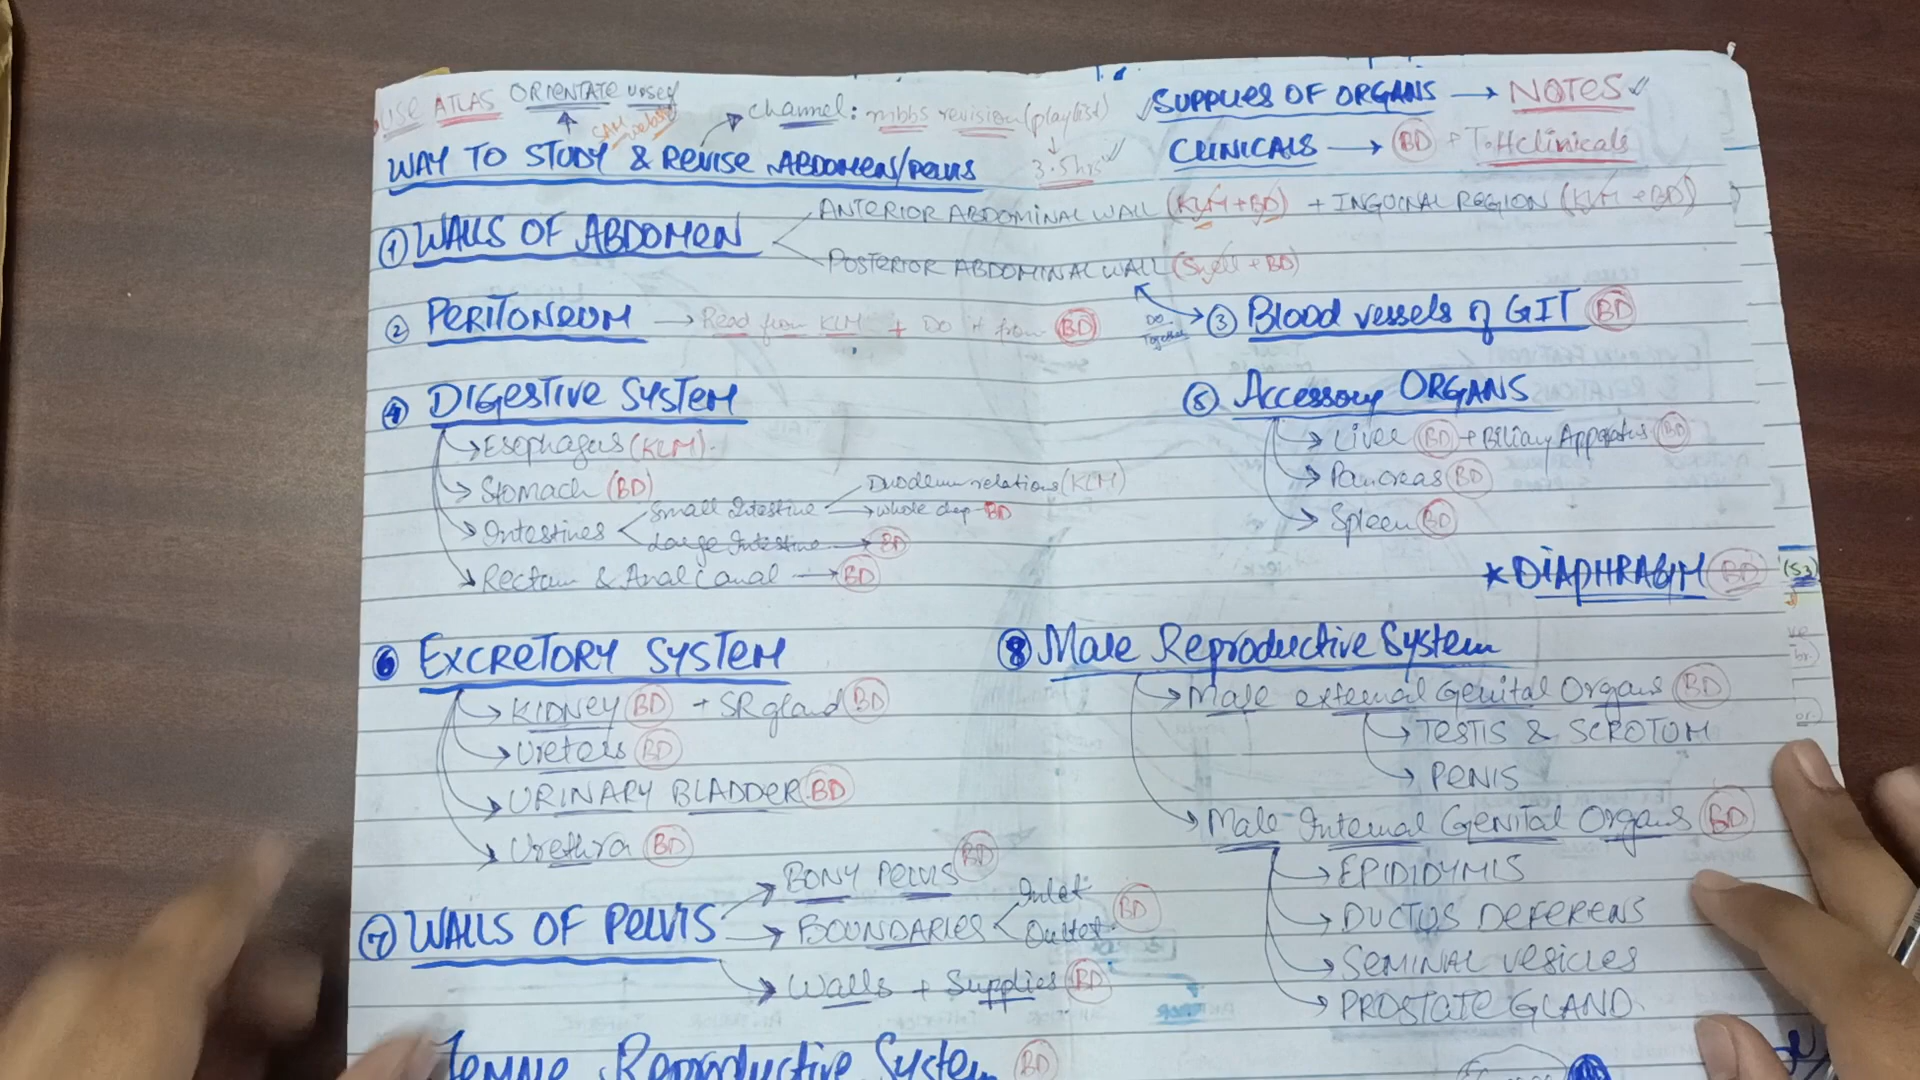 USE ATLAS ORIENTATE
channel: mbbs revision (playlist)
3.5hrs
WAY TO STUDY & REVISE ABDOMEN/PELVIS
SUPPLIES OF ORGANS → NOTES
CLINICALS → BD + T.H clinicals
① WALLS OF ABDOMEN
ANTERIOR ABDOMINAL WALL (KLM+BD) + INGUINAL REGION (KLM+BD)
POSTERIOR ABDOMINAL WALL (Snell+BD)
② PERITONEUM → Read from KLM + Do it from BD
Do Together
③ Blood vessels of GIT BD
④ DIGESTIVE SYSTEM
→ Esophagus (KLM).
→ Stomach (BD)
→ Intestines
Small Intestine
Duodenum relations (KLM)
→ whole dep BD
Large Intestine → BD
→ Rectum & Anal Canal → BD
⑤ Accessory ORGANS
→ Liver BD + Biliary Apparatus BD
→ Pancreas BD
→ Spleen BD
* DIAPHRAGM BD
(53)
⑥ EXCRETORY SYSTEM
→ KIDNEY BD + SR gland BD
→ Ureters BD
→ URINARY BLADDER BD
→ Urethra BD
⑦ WALLS OF PELVIS
→ BONY PELVIS BD
→ BOUNDARIES
Inlet
Outlet
BD
→ Walls + Supplies BD
⑧ Male Reproductive System
→ Male external Genital Organs BD
→ TESTIS & SCROTUM
→ PENIS
→ Male Internal Genital Organs BD
→ EPIDIDYMIS
→ DUCTUS DEFERENS
→ SEMINAL VESICLES
→ PROSTATE GLAND
Reproductive System BD